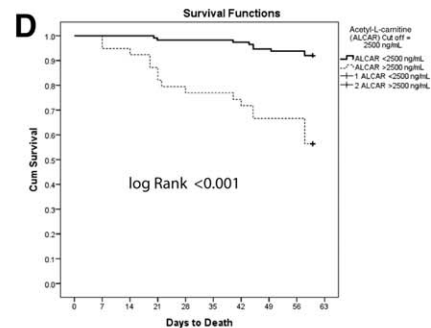 D
Survival Functions
Acetyl-L-carnitine
(ALCAR) Cut off =
2500 ng/mL
ALCAR <2500 ng/mL
ALCAR >2500 ng/mL
1 ALCAR <2500 ng/mL
2 ALCAR >2500 ng/mL
Cum Survival
1.0
0.9
0.8
0.7
0.6
0.5
0.4
0.3
0.2
0.1
0.0
log Rank <0.001
0 7 14 21 28 35 42 49 56 63
Days to Death